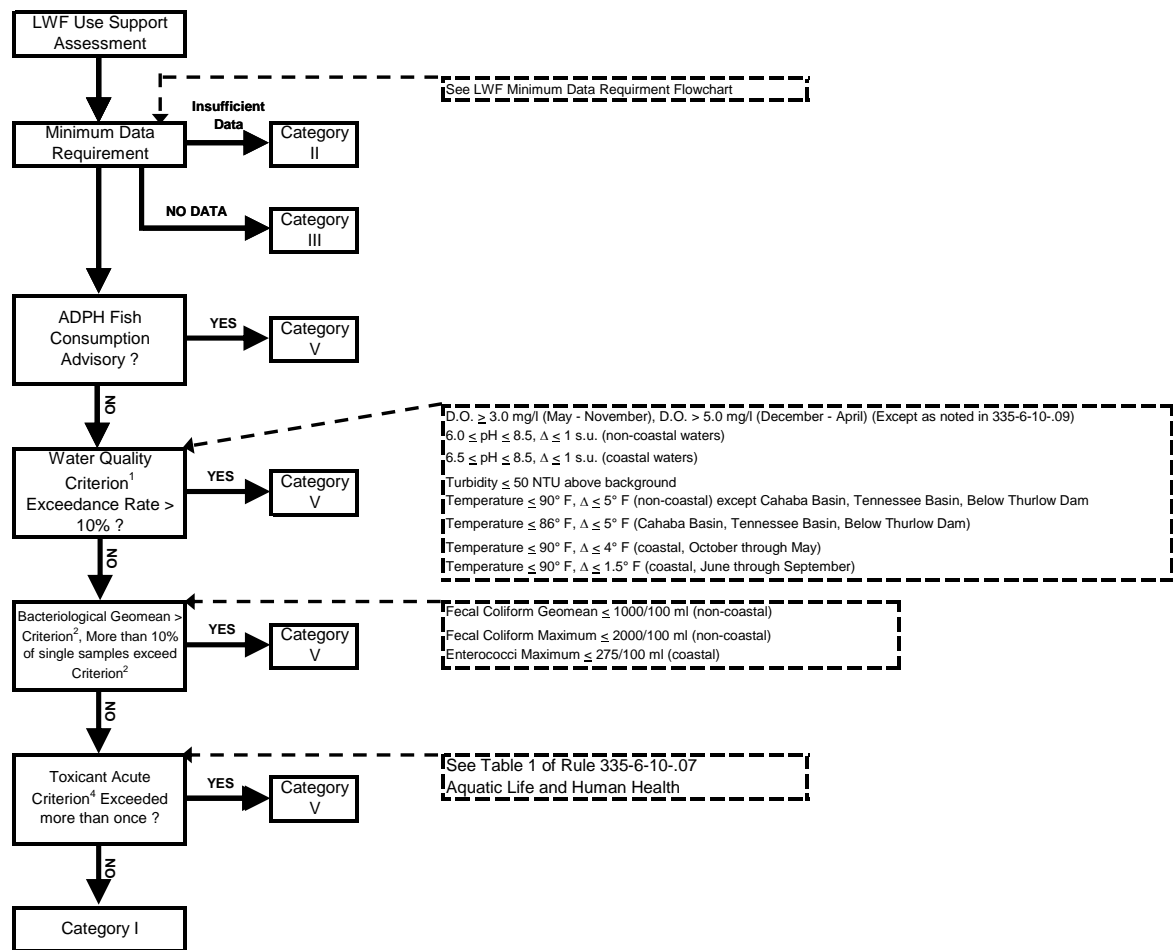 LWF Use Support
Assessment
See LWF Minimum Data Requirment Flowchart
Insufficient
Data
Minimum Data
Requirement
Category
II
NO DATA
Category
III
ADPH Fish
Consumption
Advisory ?
YES
Category
V
NO
D.O. ≥ 3.0 mg/l (May - November), D.O. > 5.0 mg/l (December - April) (Except as noted in 335-6-10-.09)
6.0 ≤ pH ≤ 8.5, Δ ≤ 1 s.u. (non-coastal waters)
6.5 ≤ pH ≤ 8.5, Δ ≤ 1 s.u. (coastal waters)
Turbidity ≤ 50 NTU above background
Temperature ≤ 90° F, Δ ≤ 5° F (non-coastal) except Cahaba Basin, Tennessee Basin, Below Thurlow Dam
Temperature ≤ 86° F, Δ ≤ 5° F (Cahaba Basin, Tennessee Basin, Below Thurlow Dam)
Temperature ≤ 90° F, Δ ≤ 4° F (coastal, October through May)
Temperature ≤ 90° F, Δ ≤ 1.5° F (coastal, June through September)
Water Quality
Criterion¹
Exceedance Rate >
10% ?
YES
Category
V
NO
Bacteriological Geomean >
Criterion², More than 10%
of single samples exceed
Criterion²
YES
Category
V
Fecal Coliform Geomean ≤ 1000/100 ml (non-coastal)
Fecal Coliform Maximum ≤ 2000/100 ml (non-coastal)
Enterococci Maximum ≤ 275/100 ml (coastal)
NO
Toxicant Acute
Criterion⁴ Exceeded
more than once ?
YES
Category
V
See Table 1 of Rule 335-6-10-.07
Aquatic Life and Human Health
NO
Category I